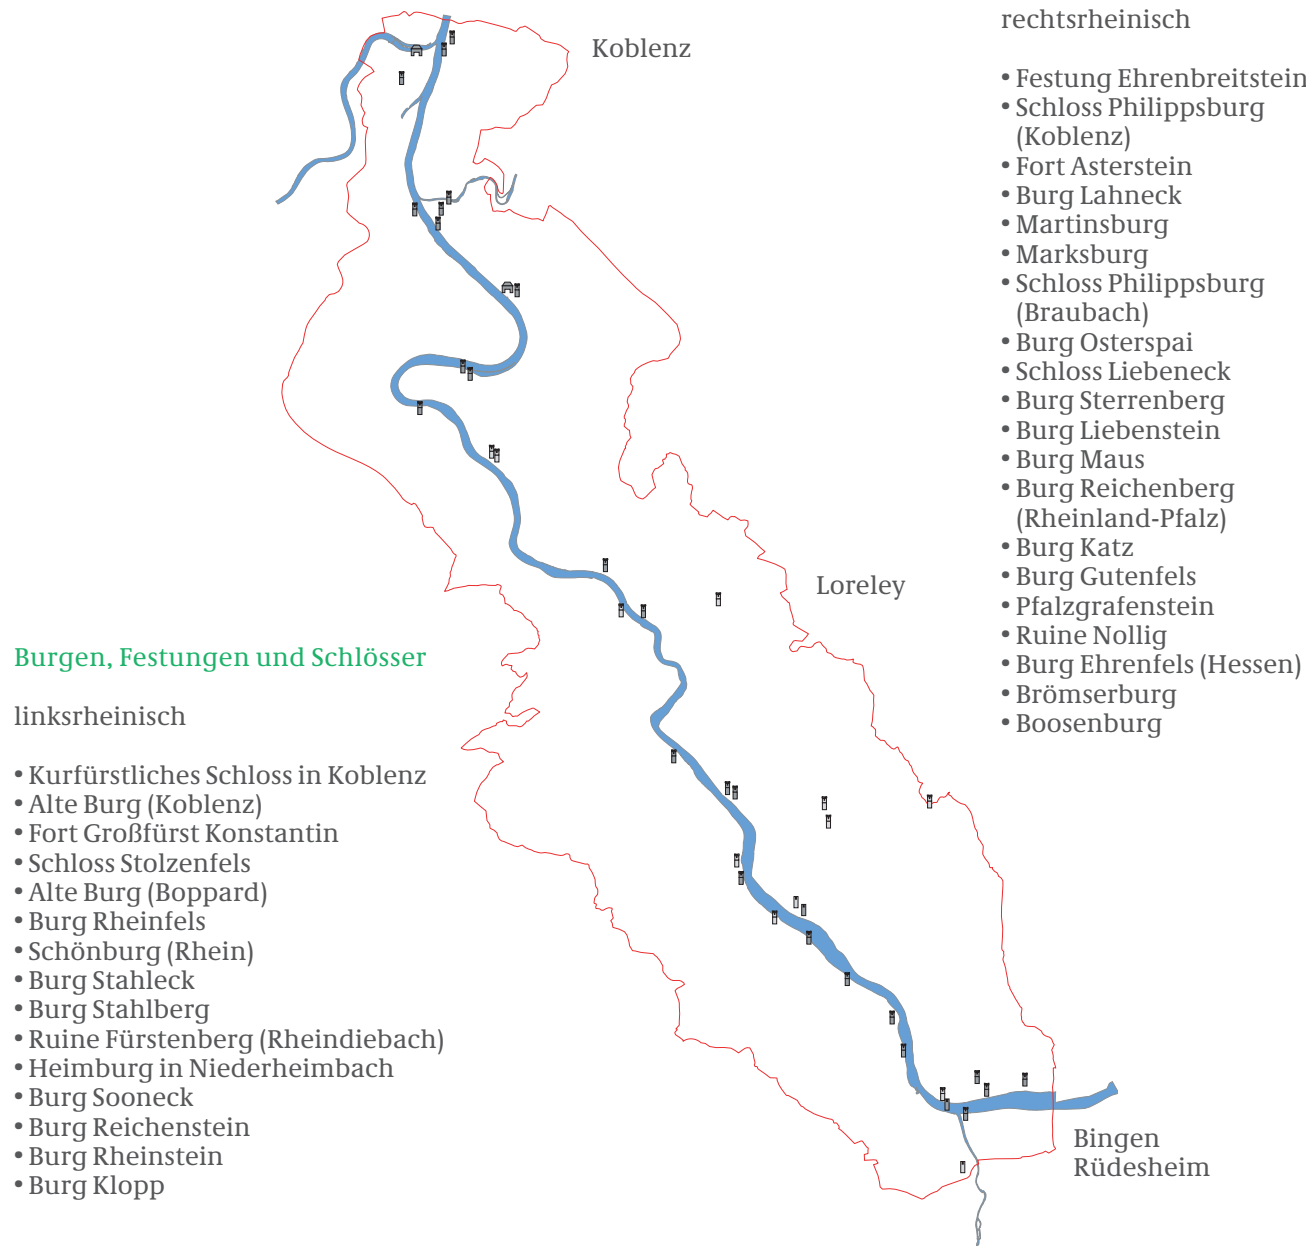 Koblenz
Loreley
Bingen
Rüdesheim
Burgen, Festungen und Schlösser
linksrheinisch
• Kurfürstliches Schloss in Koblenz
• Alte Burg (Koblenz)
• Fort Großfürst Konstantin
• Schloss Stolzenfels
• Alte Burg (Boppard)
• Burg Rheinfels
• Schönburg (Rhein)
• Burg Stahleck
• Burg Stahlberg
• Ruine Fürstenberg (Rheindiebach)
• Heimburg in Niederheimbach
• Burg Sooneck
• Burg Reichenstein
• Burg Rheinstein
• Burg Klopp
rechtsrheinisch
• Festung Ehrenbreitstein
• Schloss Philippsburg
(Koblenz)
• Fort Asterstein
• Burg Lahneck
• Martinsburg
• Marksburg
• Schloss Philippsburg
(Braubach)
• Burg Osterspai
• Schloss Liebeneck
• Burg Sterrenberg
• Burg Liebenstein
• Burg Maus
• Burg Reichenberg
(Rheinland-Pfalz)
• Burg Katz
• Burg Gutenfels
• Pfalzgrafenstein
• Ruine Nollig
• Burg Ehrenfels (Hessen)
• Brömserburg
• Boosenburg